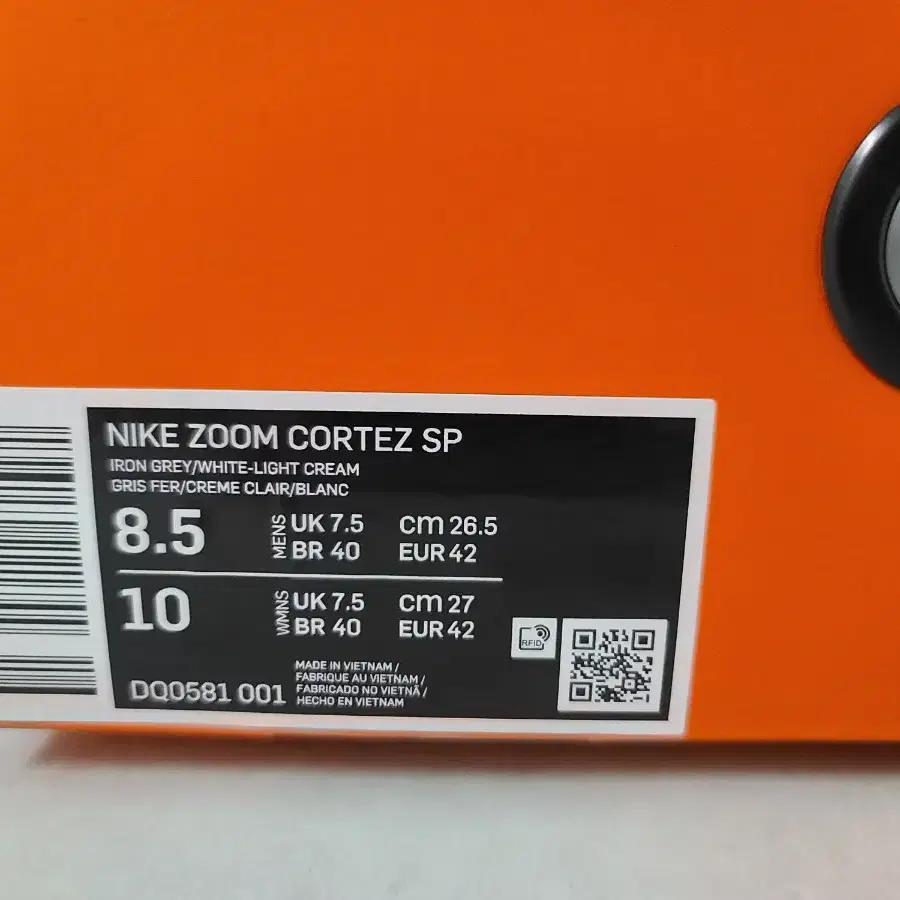 NIKE ZOOM CORTEZ SP
IRON GREY/WHITE-LIGHT CREAM
GRIS FER/CREME CLAIR/BLANC
8.5 MENS UK 7.5 cm 26.5
BR 40 EUR 42
10 WMNS UK 7.5 cm 27
BR 40 EUR 42
RFID
DQ0581 001
MADE IN VIETNAM /
FABRIQUE AU VIETNAM /
FABRICADO NO VIETNÃ /
HECHO EN VIETNAM